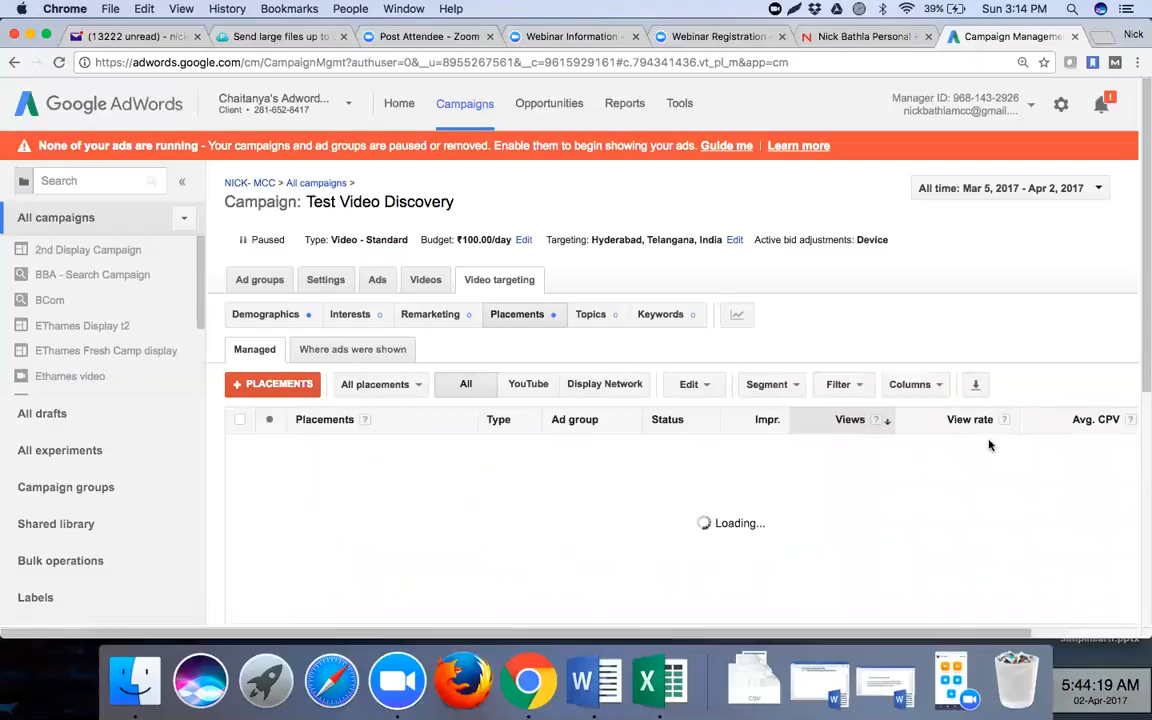 Chrome File Edit View History Bookmarks People Window Help 39% Sun 3:14 PM
(13222 unread) - nick Send large files up to Post Attendee - Zoom Webinar Information - Webinar Registration - Nick Bathla Personal Campaign Manageme Nick
https://adwords.google.com/cm/CampaignMgmt?authuser=0&__u=8955267561&__c=9615929161#c.794341436.vt_pl_m&app=cm
Google AdWords Chaitanya's Adword... Home Campaigns Opportunities Reports Tools Manager ID: 968-143-2926
Client • 281-652-6417 nickbathlamcc@gmail....
None of your ads are running - Your campaigns and ad groups are paused or removed. Enable them to begin showing your ads. Guide me | Learn more
Search «
NICK- MCC > All campaigns >
Campaign: Test Video Discovery All time: Mar 5, 2017 - Apr 2, 2017
All campaigns
Paused Type: Video - Standard Budget: ₹100.00/day Edit Targeting: Hyderabad, Telangana, India Edit Active bid adjustments: Device
2nd Display Campaign
BBA - Search Campaign
BCom
EThames Display t2
EThames Fresh Camp display
Ethames video
Ad groups Settings Ads Videos Video targeting
Demographics Interests Remarketing Placements Topics Keywords
Managed Where ads were shown
+ PLACEMENTS All placements All YouTube Display Network Edit Segment Filter Columns
Placements ? Type Ad group Status Impr. Views ? View rate ? Avg. CPV ?
All drafts
All experiments
Campaign groups
Shared library
Bulk operations
Labels
Loading...
W X CSV W W
5:44:19 AM
02-Apr-2017